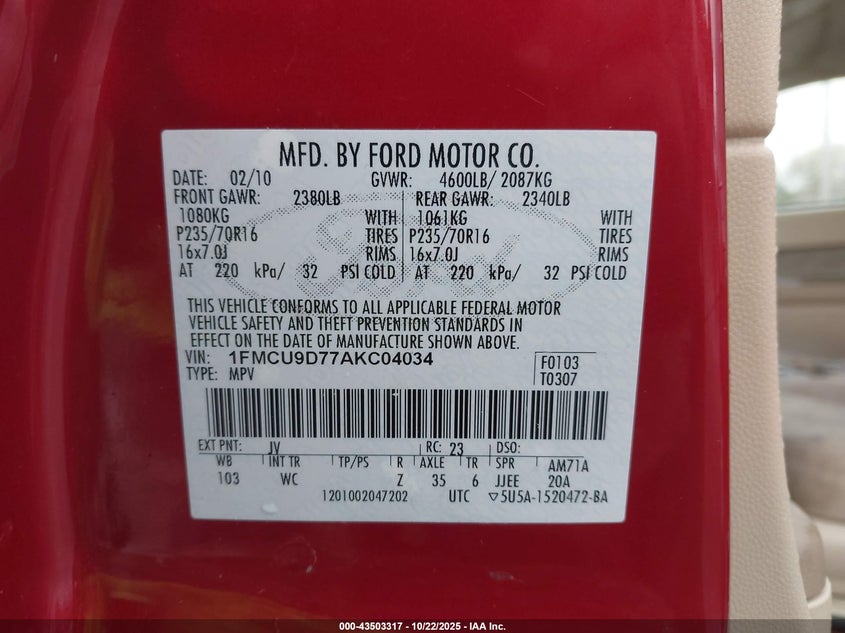 MFD. BY FORD MOTOR CO.
DATE: 02/10 GVWR: 4600LB/ 2087KG
FRONT GAWR: 2380LB REAR GAWR: 2340LB
1080KG WITH 1061KG WITH
P235/70R16 TIRES P235/70R16 TIRES
16x7.0J RIMS 16x7.0J RIMS
AT 220 kPa/ 32 PSI COLD AT 220 kPa/ 32 PSI COLD
THIS VEHICLE CONFORMS TO ALL APPLICABLE FEDERAL MOTOR
VEHICLE SAFETY AND THEFT PREVENTION STANDARDS IN
EFFECT ON THE DATE OF MANUFACTURE SHOWN ABOVE.
VIN: 1FMCU9D77AKC04034 F0103
TYPE: MPV T0307
EXT PNT: JV RC: 23 DSO:
WB INT TR TP/PS R AXLE TR SPR AM71A
103 WC Z 35 6 JJEE 20A
1201002047202 UTC ▽5U5A-1520472-BA
000-43503317 - 10/22/2025 - IAA Inc.